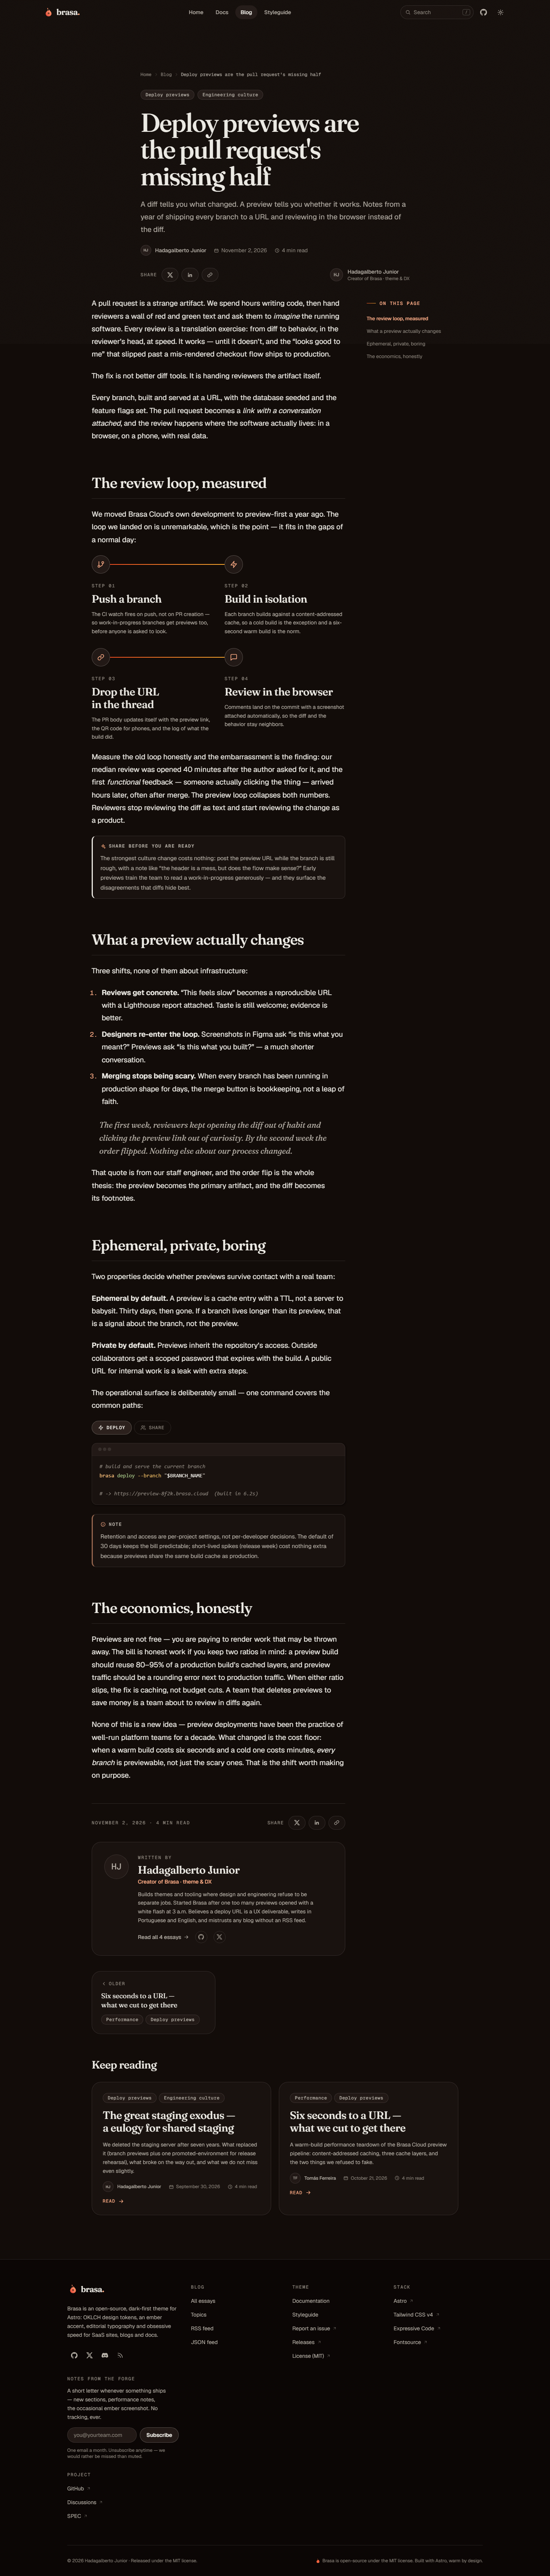 brasa.
Home
Docs
Blog
Styleguide
Search
/
Home › Blog › Deploy previews are the pull request's missing half
Deploy previews
Engineering culture
Deploy previews are
the pull request's
missing half
A diff tells you what changed. A preview tells you whether it works. Notes from a
year of shipping every branch to a URL and reviewing in the browser instead of
the diff.
HJ
Hadagalberto Junior
November 2, 2026
4 min read
SHARE
HJ
Hadagalberto Junior
Creator of Brasa · theme & DX
A pull request is a strange artifact. We spend hours writing code, then hand
reviewers a wall of red and green text and ask them to imagine the running
software. Every review is a translation exercise: from diff to behavior, in the
reviewer's head, at speed. It works — until it doesn't, and the “looks good to
me” that slipped past a mis-rendered checkout flow ships to production.
The fix is not better diff tools. It is handing reviewers the artifact itself.
Every branch, built and served at a URL, with the database seeded and the
feature flags set. The pull request becomes a link with a conversation
attached, and the review happens where the software actually lives: in a
browser, on a phone, with real data.
ON THIS PAGE
The review loop, measured
What a preview actually changes
Ephemeral, private, boring
The economics, honestly
The review loop, measured
We moved Brasa Cloud's own development to preview-first a year ago. The
loop we landed on is unremarkable, which is the point — it fits in the gaps of
a normal day:
STEP 01
Push a branch
The CI watch fires on push, not on PR creation —
so work-in-progress branches get previews too,
before anyone is asked to look.
STEP 02
Build in isolation
Each branch builds against a content-addressed
cache, so a cold build is the exception and a six-
second warm build is the norm.
STEP 03
Drop the URL
in the thread
The PR body updates itself with the preview link,
the QR code for phones, and the log of what the
build did.
STEP 04
Review in the browser
Comments land on the commit with a screenshot
attached automatically, so the diff and the
behavior stay neighbors.
Measure the old loop honestly and the embarrassment is the finding: our
median review was opened 40 minutes after the author asked for it, and the
first functional feedback — someone actually clicking the thing — arrived
hours later, often after merge. The preview loop collapses both numbers.
Reviewers stop reviewing the diff as text and start reviewing the change as
a product.
SHARE BEFORE YOU ARE READY
The strongest culture change costs nothing: post the preview URL while the branch is still
rough, with a note like “the header is a mess, but does the flow make sense?” Early
previews train the team to read a work-in-progress generously — and they surface the
disagreements that diffs hide best.
What a preview actually changes
Three shifts, none of them about infrastructure:
1. Reviews get concrete. “This feels slow” becomes a reproducible URL
with a Lighthouse report attached. Taste is still welcome; evidence is
better.
2. Designers re-enter the loop. Screenshots in Figma ask “is this what you
meant?” Previews ask “is this what you built?” — a much shorter
conversation.
3. Merging stops being scary. When every branch has been running in
production shape for days, the merge button is bookkeeping, not a leap of
faith.
The first week, reviewers kept opening the diff out of habit and
clicking the preview link out of curiosity. By the second week the
order flipped. Nothing else about our process changed.
That quote is from our staff engineer, and the order flip is the whole
thesis: the preview becomes the primary artifact, and the diff becomes
its footnotes.
Ephemeral, private, boring
Two properties decide whether previews survive contact with a real team:
Ephemeral by default. A preview is a cache entry with a TTL, not a server to
babysit. Thirty days, then gone. If a branch lives longer than its preview, that
is a signal about the branch, not the preview.
Private by default. Previews inherit the repository's access. Outside
collaborators get a scoped password that expires with the build. A public
URL for internal work is a leak with extra steps.
The operational surface is deliberately small — one command covers the
common paths:
DEPLOY
SHARE
# build and serve the current branch
brasa deploy --branch "$BRANCH_NAME"
# -> https://preview-8f2k.brasa.cloud (built in 6.2s)
NOTE
Retention and access are per-project settings, not per-developer decisions. The default of
30 days keeps the bill predictable; short-lived spikes (release week) cost nothing extra
because previews share the same build cache as production.
The economics, honestly
Previews are not free — you are paying to render work that may be thrown
away. The bill is honest work if you keep two ratios in mind: a preview build
should reuse 80–95% of a production build's cached layers, and preview
traffic should be a rounding error next to production traffic. When either ratio
slips, the fix is caching, not budget cuts. A team that deletes previews to
save money is a team about to review in diffs again.
None of this is a new idea — preview deployments have been the practice of
well-run platform teams for a decade. What changed is the cost floor:
when a warm build costs six seconds and a cold one costs minutes, every
branch is previewable, not just the scary ones. That is the shift worth making
on purpose.
NOVEMBER 2, 2026 · 4 MIN READ
SHARE
HJ
WRITTEN BY
Hadagalberto Junior
Creator of Brasa · theme & DX
Builds themes and tooling where design and engineering refuse to be
separate jobs. Started Brasa after one too many previews opened with a
white flash at 3 a.m. Believes a deploy URL is a UX deliverable, writes in
Portuguese and English, and mistrusts any blog without an RSS feed.
Read all 4 essays →
OLDER
Six seconds to a URL —
what we cut to get there
Performance
Deploy previews
Keep reading
Deploy previews
Engineering culture
The great staging exodus —
a eulogy for shared staging
We deleted the staging server after seven years. What replaced
it (branch previews plus one promoted-environment for release
rehearsal), what broke on the way out, and what we do not miss
even slightly.
HJ
Hadagalberto Junior
September 30, 2026
4 min read
READ →
Performance
Deploy previews
Six seconds to a URL —
what we cut to get there
A warm-build performance teardown of the Brasa Cloud preview
pipeline: content-addressed caching, three cache layers, and
the two things we refused to fake.
TF
Tomás Ferreira
October 21, 2026
4 min read
READ →
brasa.
Brasa is an open-source, dark-first theme for
Astro: OKLCH design tokens, an ember
accent, editorial typography and obsessive
speed for SaaS sites, blogs and docs.
NOTES FROM THE FORGE
A short letter whenever something ships
— new sections, performance notes,
the occasional ember screenshot. No
tracking, ever.
you@yourteam.com
Subscribe
One email a month. Unsubscribe anytime — we
would rather be missed than muted.
BLOG
All essays
Topics
RSS feed
JSON feed
THEME
Documentation
Styleguide
Report an issue
Releases
License (MIT)
STACK
Astro
Tailwind CSS v4
Expressive Code
Fontsource
PROJECT
GitHub
Discussions
SPEC
© 2026 Hadagalberto Junior · Released under the MIT license.
Brasa is open-source under the MIT license. Built with Astro, warm by design.